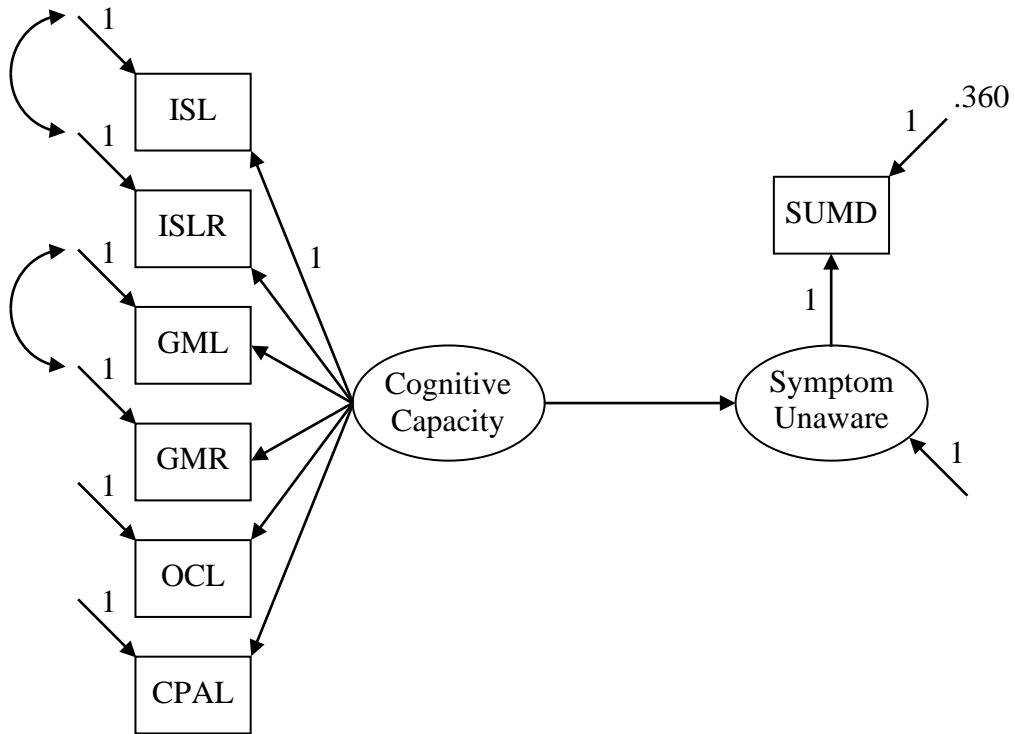 1
ISL
1
ISLR
1
GML
1
GMR
1
OCL
1
CPAL
1
Cognitive
Capacity
.360
1
SUMD
1
Symptom
Unaware
1